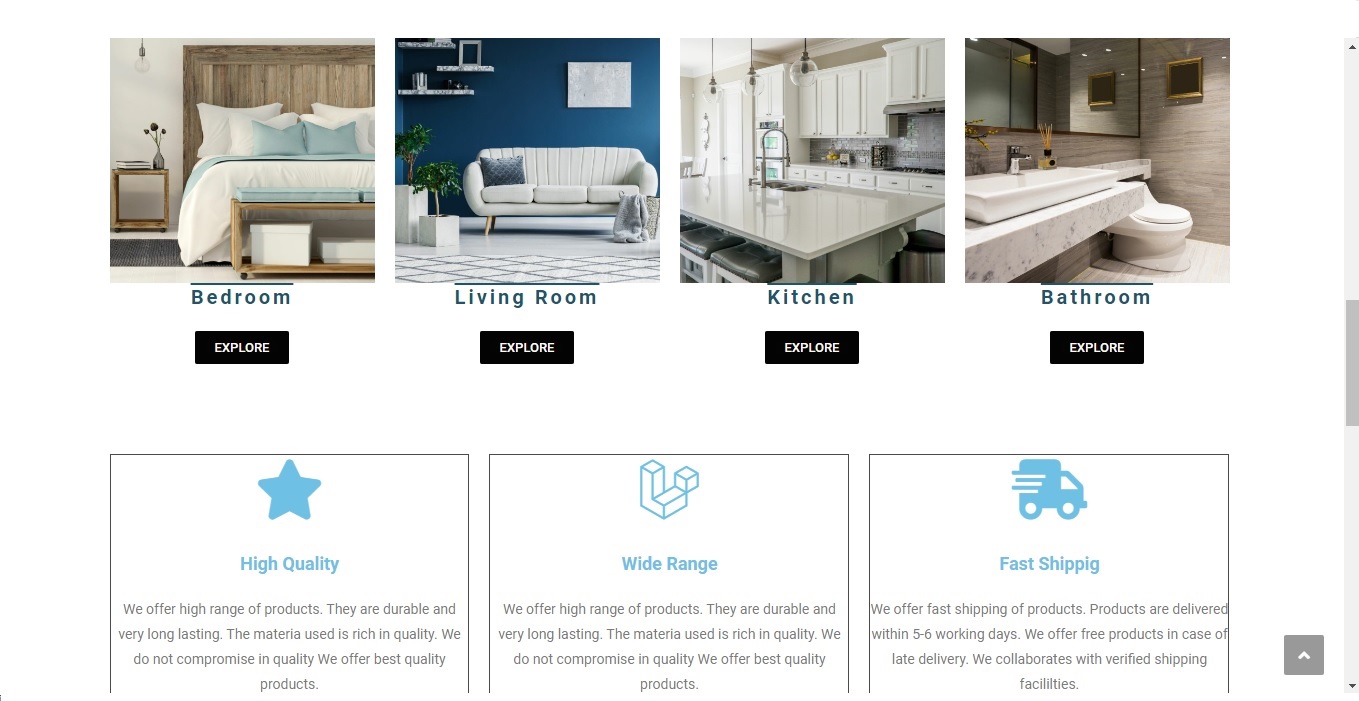 Bedroom
Living Room
Kitchen
Bathroom
EXPLORE
EXPLORE
EXPLORE
EXPLORE
High Quality
We offer high range of products. They are durable and
very long lasting. The materia used is rich in quality. We
do not compromise in quality We offer best quality
products.
Wide Range
We offer high range of products. They are durable and
very long lasting. The materia used is rich in quality. We
do not compromise in quality We offer best quality
products.
Fast Shippig
We offer fast shipping of products. Products are delivered
within 5-6 working days. We offer free products in case of
late delivery. We collaborates with verified shipping
facililties.